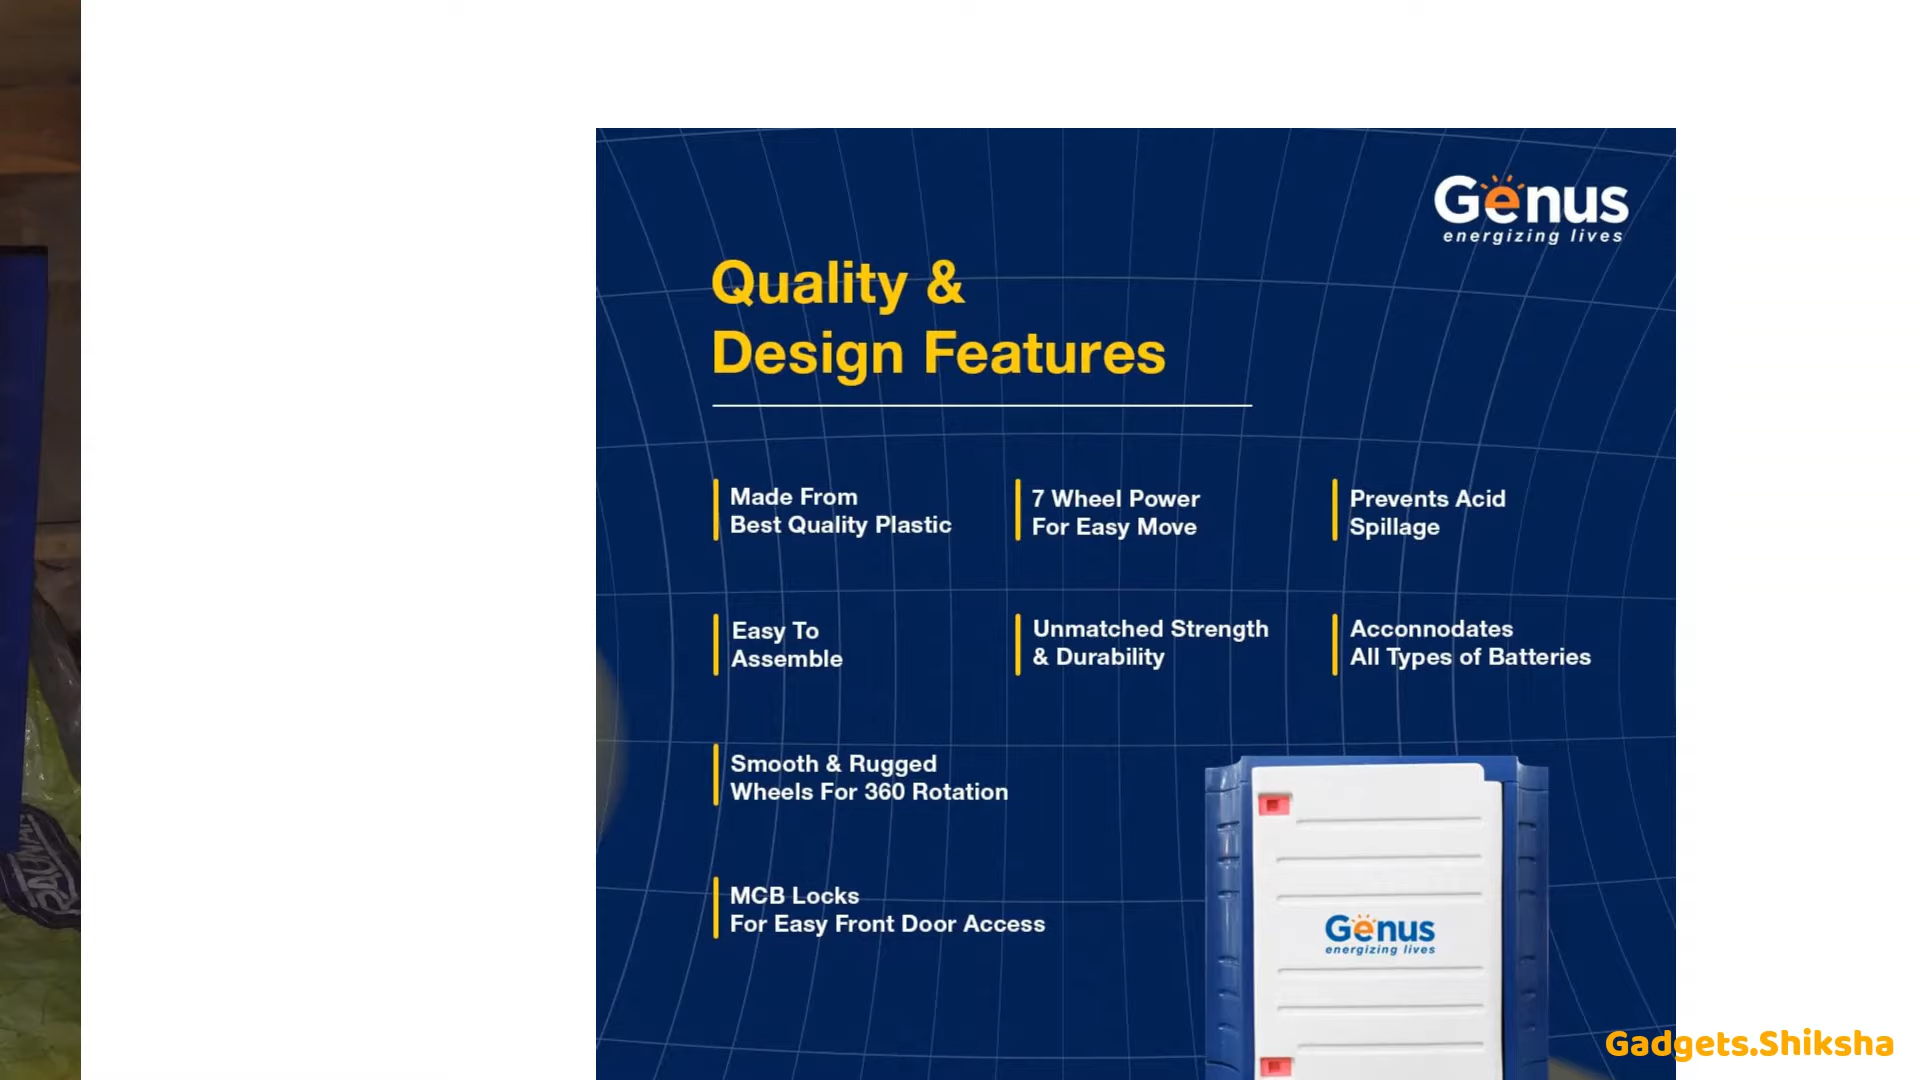 Genus
energizing lives
Quality &
Design Features
Made From
Best Quality Plastic
7 Wheel Power
For Easy Move
Prevents Acid
Spillage
Easy To
Assemble
Unmatched Strength
& Durability
Acconnodates
All Types of Batteries
Smooth & Rugged
Wheels For 360 Rotation
MCB Locks
For Easy Front Door Access
Genus
energizing lives
Gadgets.Shiksha